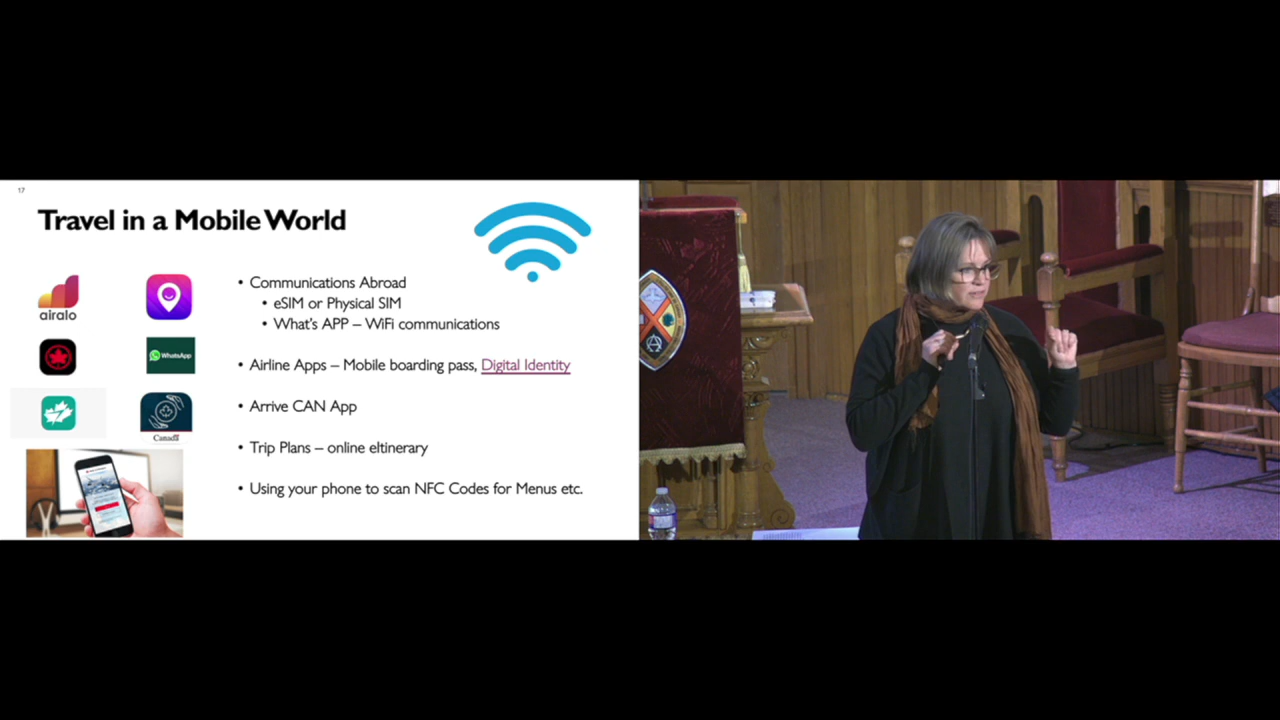 17
Travel in a Mobile World
airalo
WhatsApp
Canada
• Communications Abroad
• eSIM or Physical SIM
• What's APP – WiFi communications
• Airline Apps – Mobile boarding pass, Digital Identity
• Arrive CAN App
• Trip Plans – online eItinerary
• Using your phone to scan NFC Codes for Menus etc.